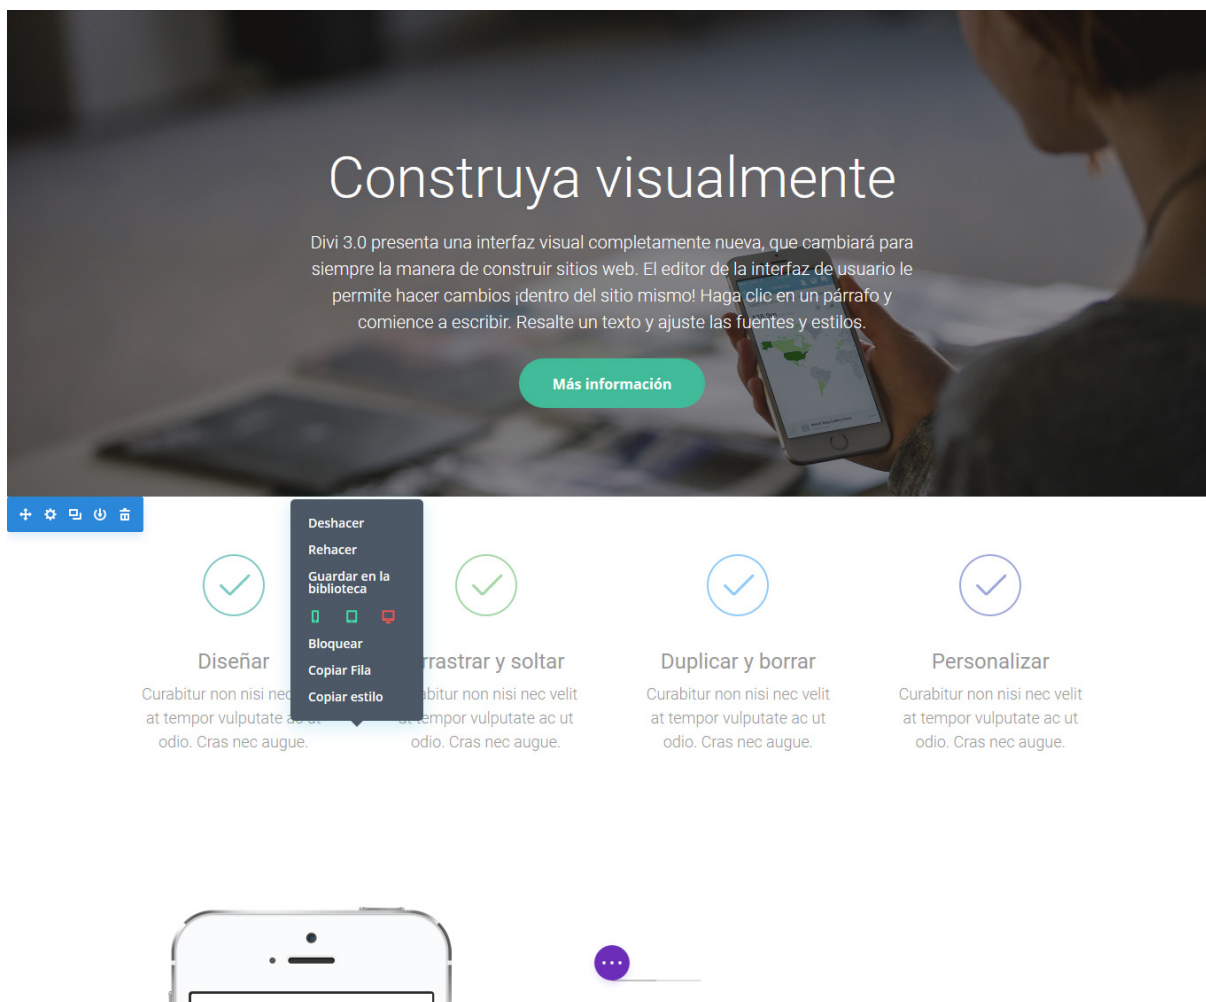 Construya visualmente
Divi 3.0 presenta una interfaz visual completamente nueva, que cambiará para
siempre la manera de construir sitios web. El editor de la interfaz de usuario le
permite hacer cambios ¡dentro del sitio mismo! Haga clic en un párrafo y
comience a escribir. Resalte un texto y ajuste las fuentes y estilos.
Más información
Deshacer
Rehacer
Guardar en la
biblioteca
Bloquear
Copiar Fila
Copiar estilo
Diseñar
Curabitur non nisi nec
at tempor vulputate ac ut
odio. Cras nec augue.
rrastrar y soltar
abitur non nisi nec velit
at tempor vulputate ac ut
odio. Cras nec augue.
Duplicar y borrar
Curabitur non nisi nec velit
at tempor vulputate ac ut
odio. Cras nec augue.
Personalizar
Curabitur non nisi nec velit
at tempor vulputate ac ut
odio. Cras nec augue.